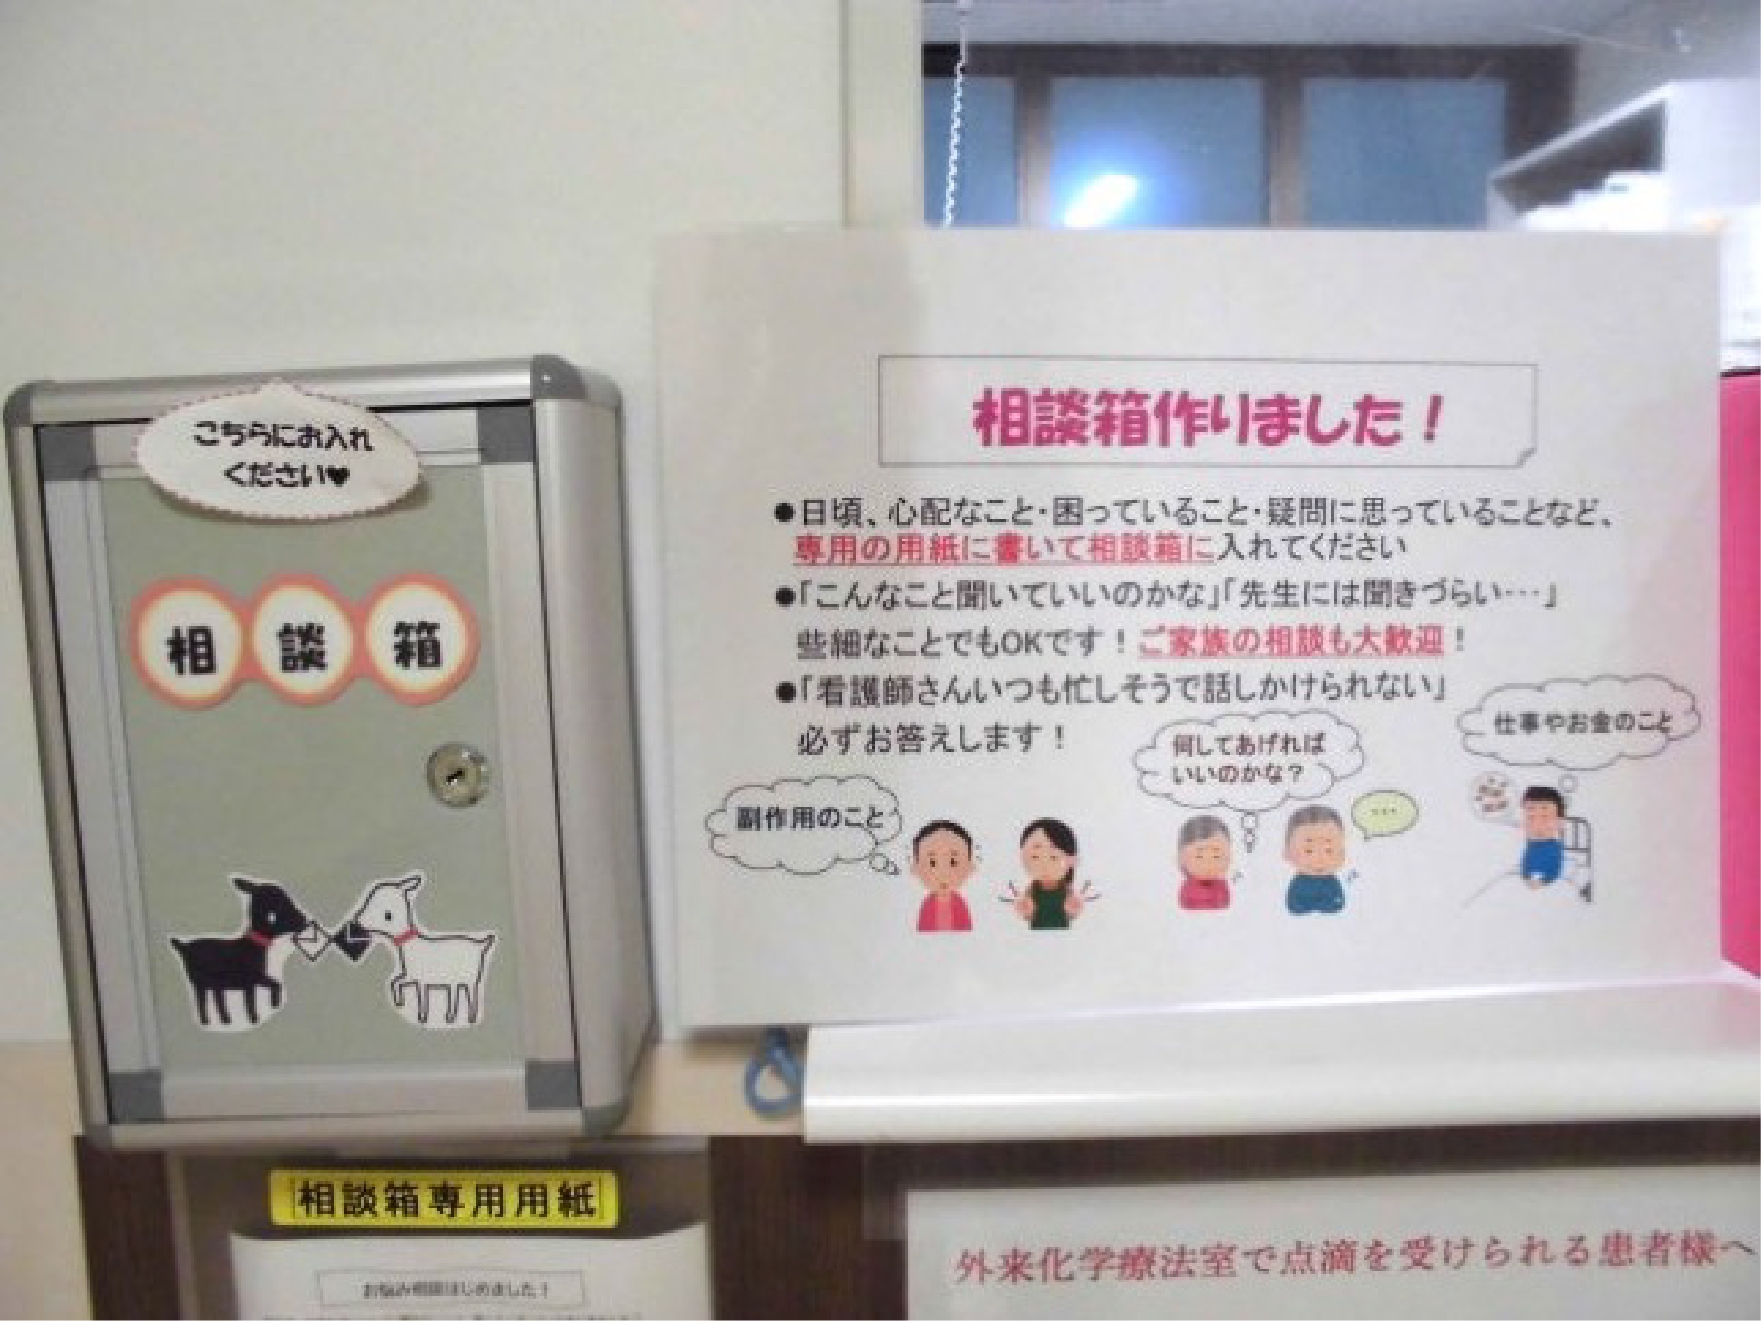 こちらにお入れ
ください♥
相談箱
相談箱作りました！
●日頃、心配なこと・困っていること・疑問に思っていることなど、
専用の用紙に書いて相談箱に入れてください
●「こんなこと聞いていいのかな」「先生には聞きづらい…」
些細なことでもOKです！ご家族の相談も大歓迎！
●「看護師さんいつも忙しそうで話しかけられない」
必ずお答えします！
副作用のこと
何してあげれば
いいのかな？
…
仕事やお金のこと
相談箱専用用紙
お悩み相談はじめました！
外来化学療法室で点滴を受けられる患者様へ